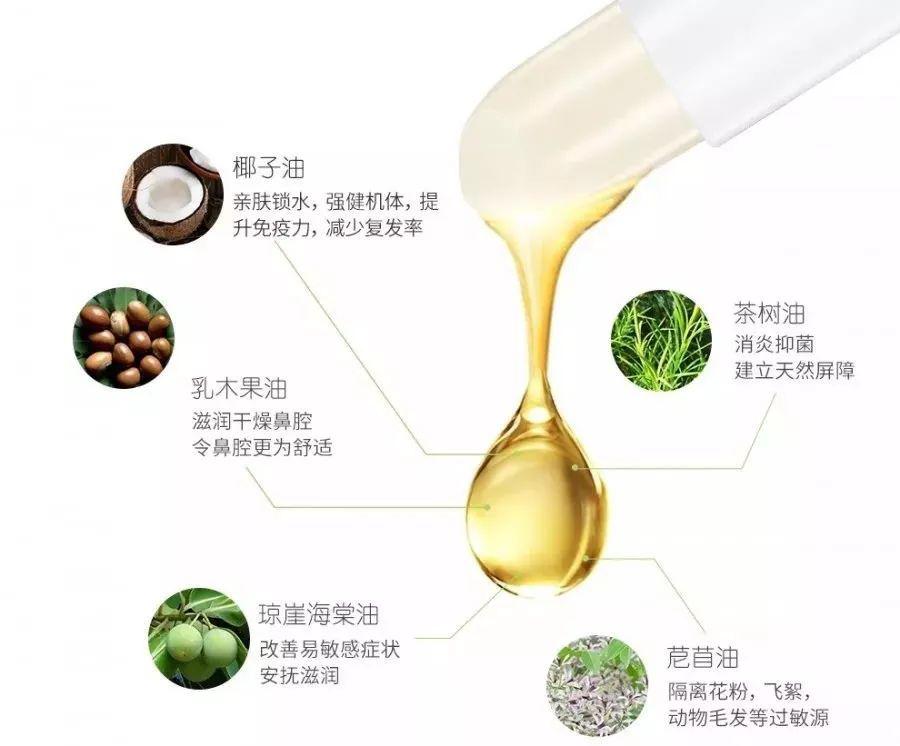 椰子油
亲肤锁水，强健机体，提
升免疫力，减少复发率
茶树油
消炎抑菌
建立天然屏障
乳木果油
滋润干燥鼻腔
令鼻腔更为舒适
琼崖海棠油
改善易敏感症状
安抚滋润
苊苜油
隔离花粉，飞絮，
动物毛发等过敏源